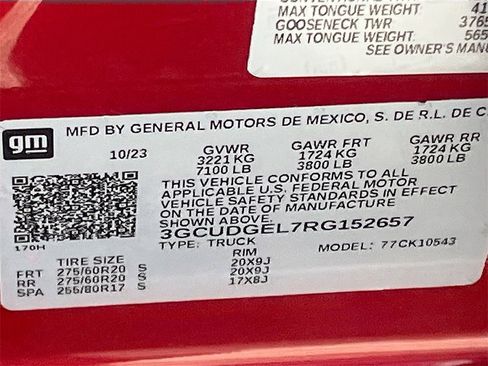 MAX TONGUE WEIGHT: 41
GOOSENECK TWR 3765
MAX TONGUE WEIGHT: 565
SEE OWNER'S MANU
gm
MFD BY GENERAL MOTORS DE MEXICO, S. DE R.L. DE C
10/23 GVWR GAWR FRT GAWR RR
3221 KG 1724 KG 1724 KG
7100 LB 3800 LB 3800 LB
THIS VEHICLE CONFORMS TO ALL
APPLICABLE U.S. FEDERAL MOTOR
VEHICLE SAFETY STANDARDS IN EFFECT
ON THE DATE OF MANUFACTURE
SHOWN ABOVE.
3GCUDGEL7RG152657
TYPE: TRUCK MODEL: 77CK10543
170H
TIRE SIZE RIM
FRT 275/60R20 S 20X9J
RR 275/60R20 S 20X9J
SPA 255/80R17 S 17X8J